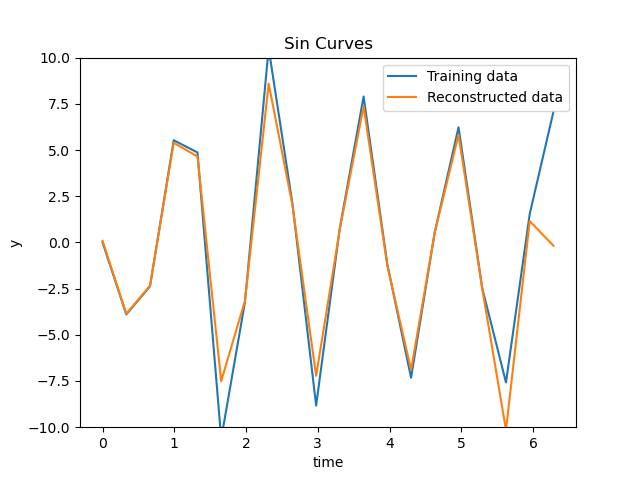 Sin Curves
Training data
Reconstructed data
10.0
7.5
5.0
2.5
0.0
−2.5
−5.0
−7.5
−10.0
y
0 1 2 3 4 5 6
time